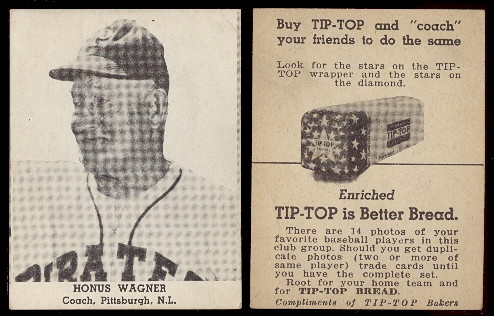 PIRATES
HONUS WAGNER
Coach, Pittsburgh, N.L.
Buy TIP-TOP and "coach"
your friends to do the same
Look for the stars on the TIP-
TOP wrapper and the stars on
the diamond.
TIP-TOP
TIP-TOP
Enriched
TIP-TOP is Better Bread.
There are 14 photos of your
favorite baseball players in this
club group. Should you get dupli-
cate photos (two or more of
same player) trade cards until
you have the complete set.
Root for your home team and
for TIP-TOP BREAD.
Compliments of TIP-TOP Bakers